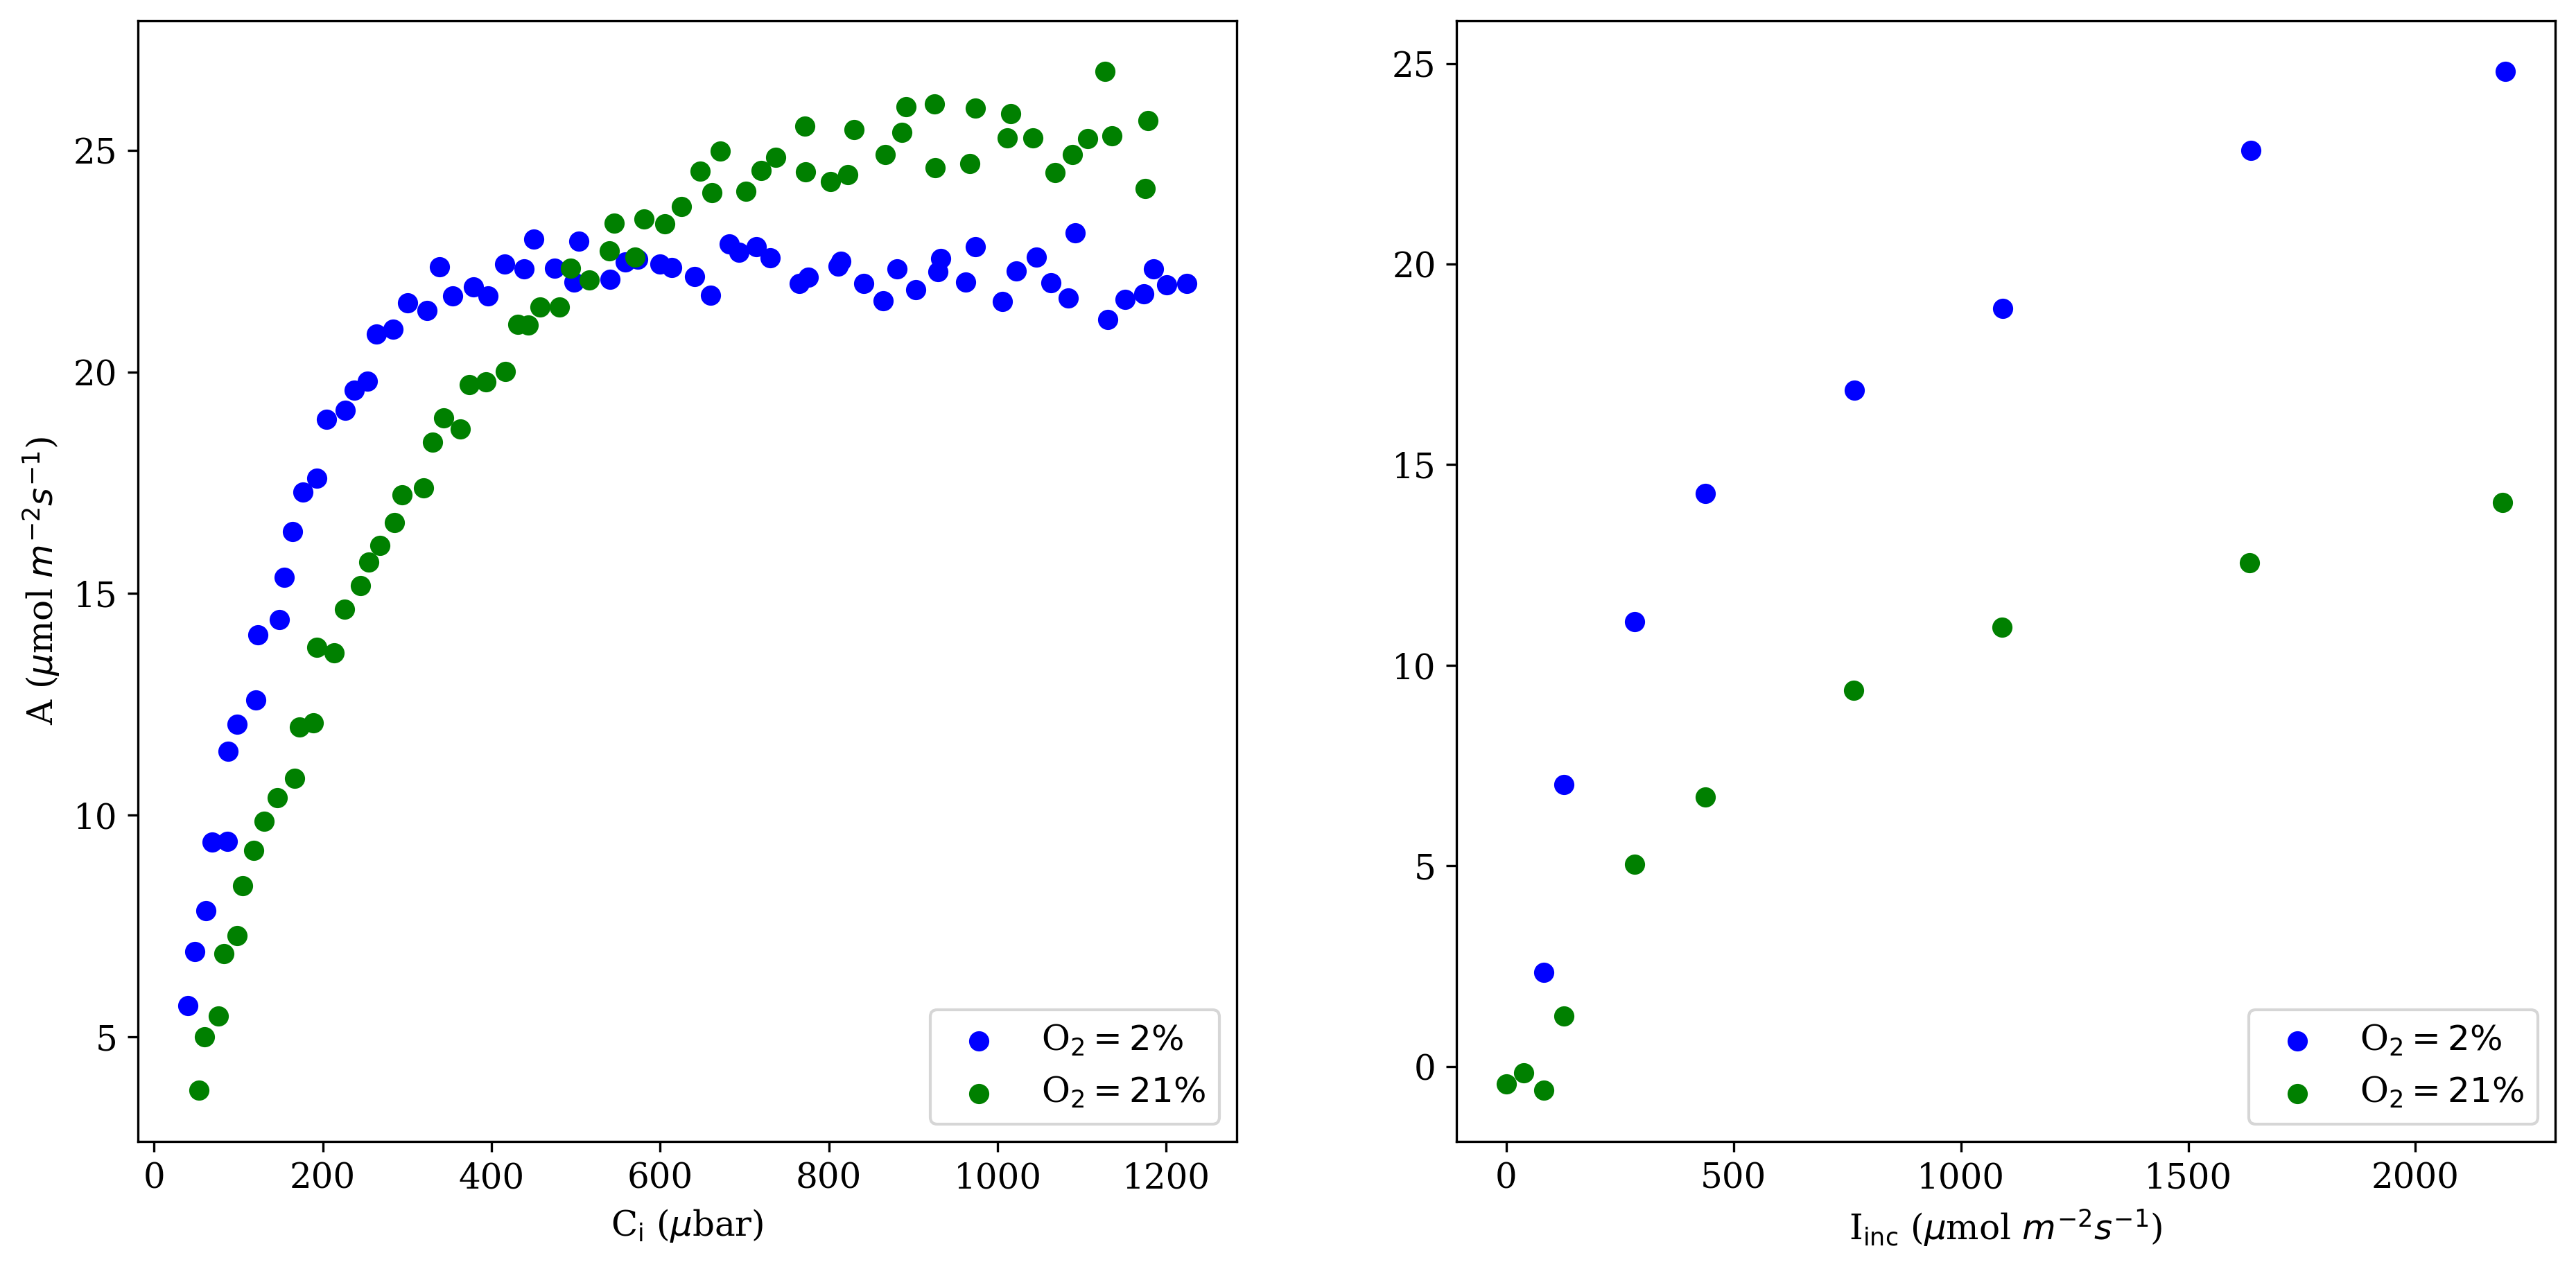 25
20
15
10
5
A (μmol m⁻²s⁻¹)
0 200 400 600 800 1000 1200
C_i (μbar)
O₂ = 2%
O₂ = 21%
25
20
15
10
5
0
0 500 1000 1500 2000
I_inc (μmol m⁻²s⁻¹)
O₂ = 2%
O₂ = 21%